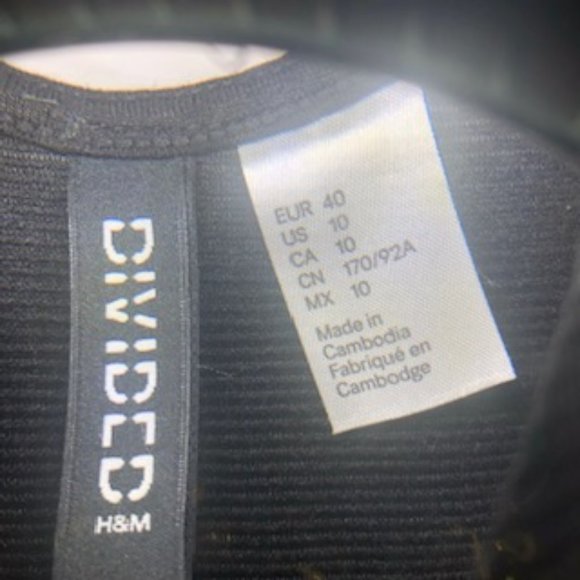 DIVIDED
H&M
EUR 40
US 10
CA 10
CN 170/92A
MX 10
Made in
Cambodia
Fabriqué en
Cambodge